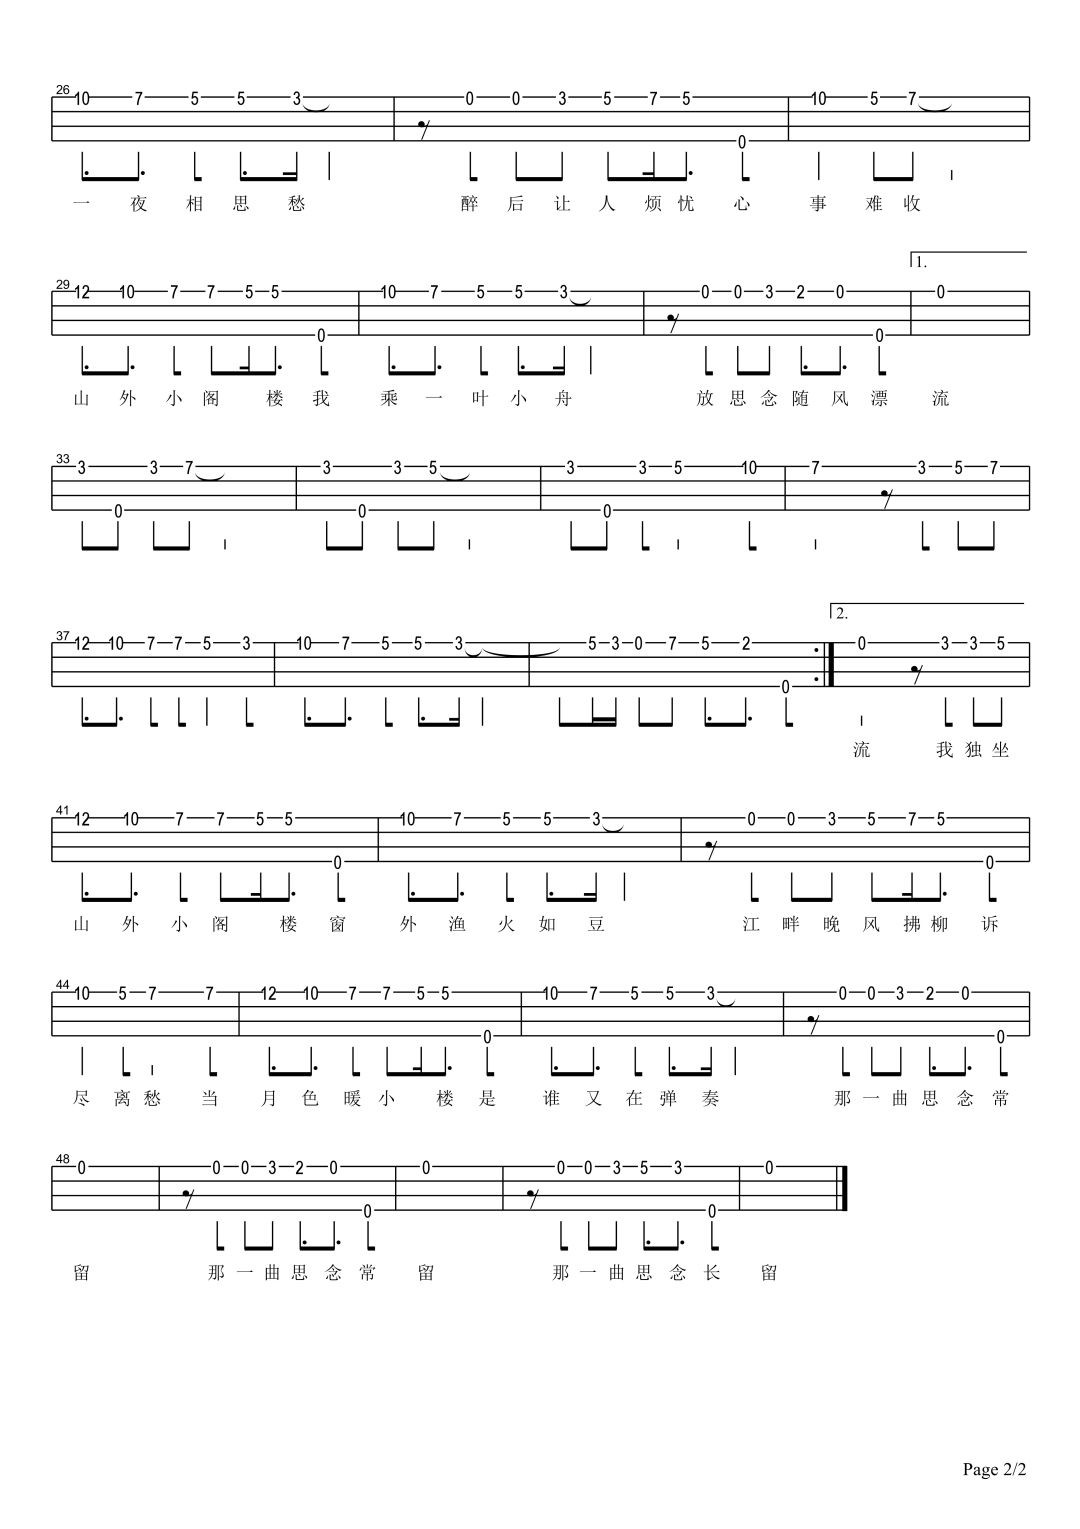 26
10 7 5 5 3 0 0 3 5 7 5 0 10 5 7
一 夜 相 思 愁 醉 后 让 人 烦 忧 心 事 难 收
1.
29
12 10 7 7 5 5 0 10 7 5 5 3 0 0 3 2 0 0 0
山 外 小 阁 楼 我 乘 一 叶 小 舟 放 思 念 随 风 漂 流
33
3 0 3 7 3 0 3 5 3 0 3 5 10 7 3 5 7
2.
37
12 10 7 7 5 3 10 7 5 5 3 5 3 0 7 5 2 0 0 3 3 5
流 我 独 坐
41
12 10 7 7 5 5 0 10 7 5 5 3 0 0 3 5 7 5 0
山 外 小 阁 楼 窗 外 渔 火 如 豆 江 畔 晚 风 拂 柳 诉
44
10 5 7 7 12 10 7 7 5 5 0 10 7 5 5 3 0 0 3 2 0 0
尽 离 愁 当 月 色 暖 小 楼 是 谁 又 在 弹 奏 那 一 曲 思 念 常
48
0 0 0 3 2 0 0 0 0 0 3 5 3 0 0
留 那 一 曲 思 念 常 留 那 一 曲 思 念 长 留
Page 2/2